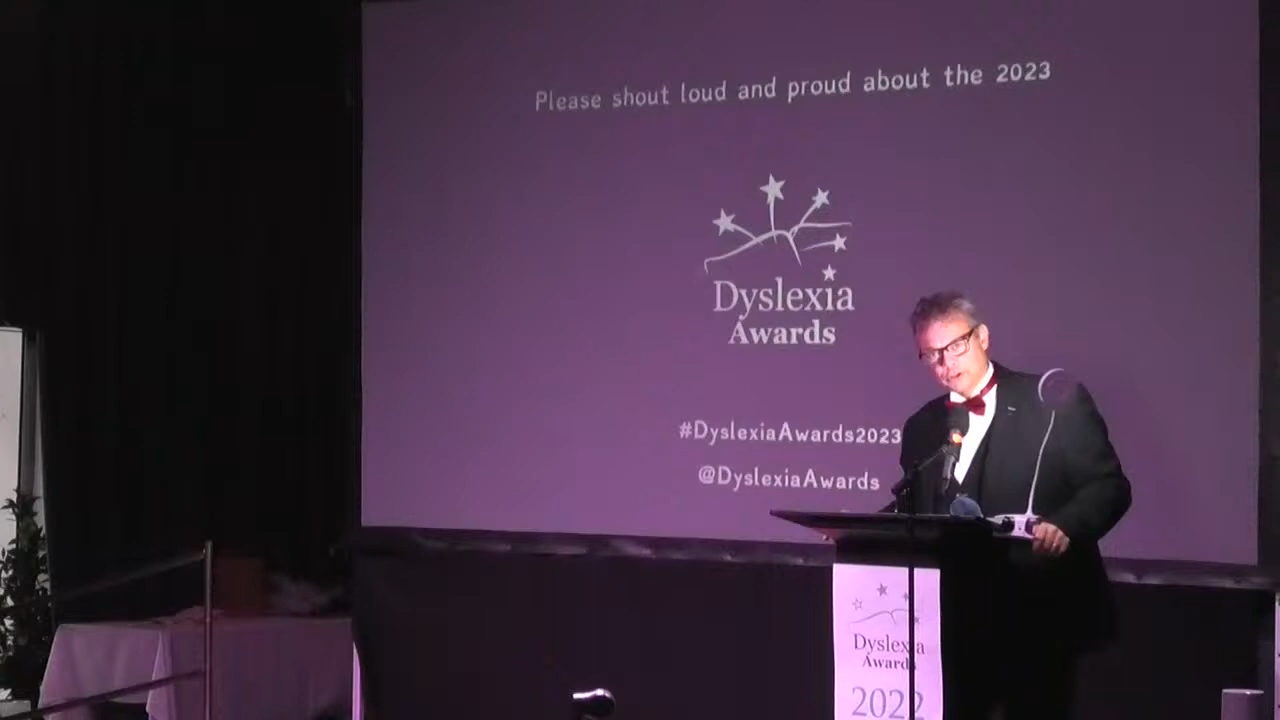 Please shout loud and proud about the 2023
Dyslexia
Awards
#DyslexiaAwards2023
@DyslexiaAwards
Dyslexia
Awards
2022